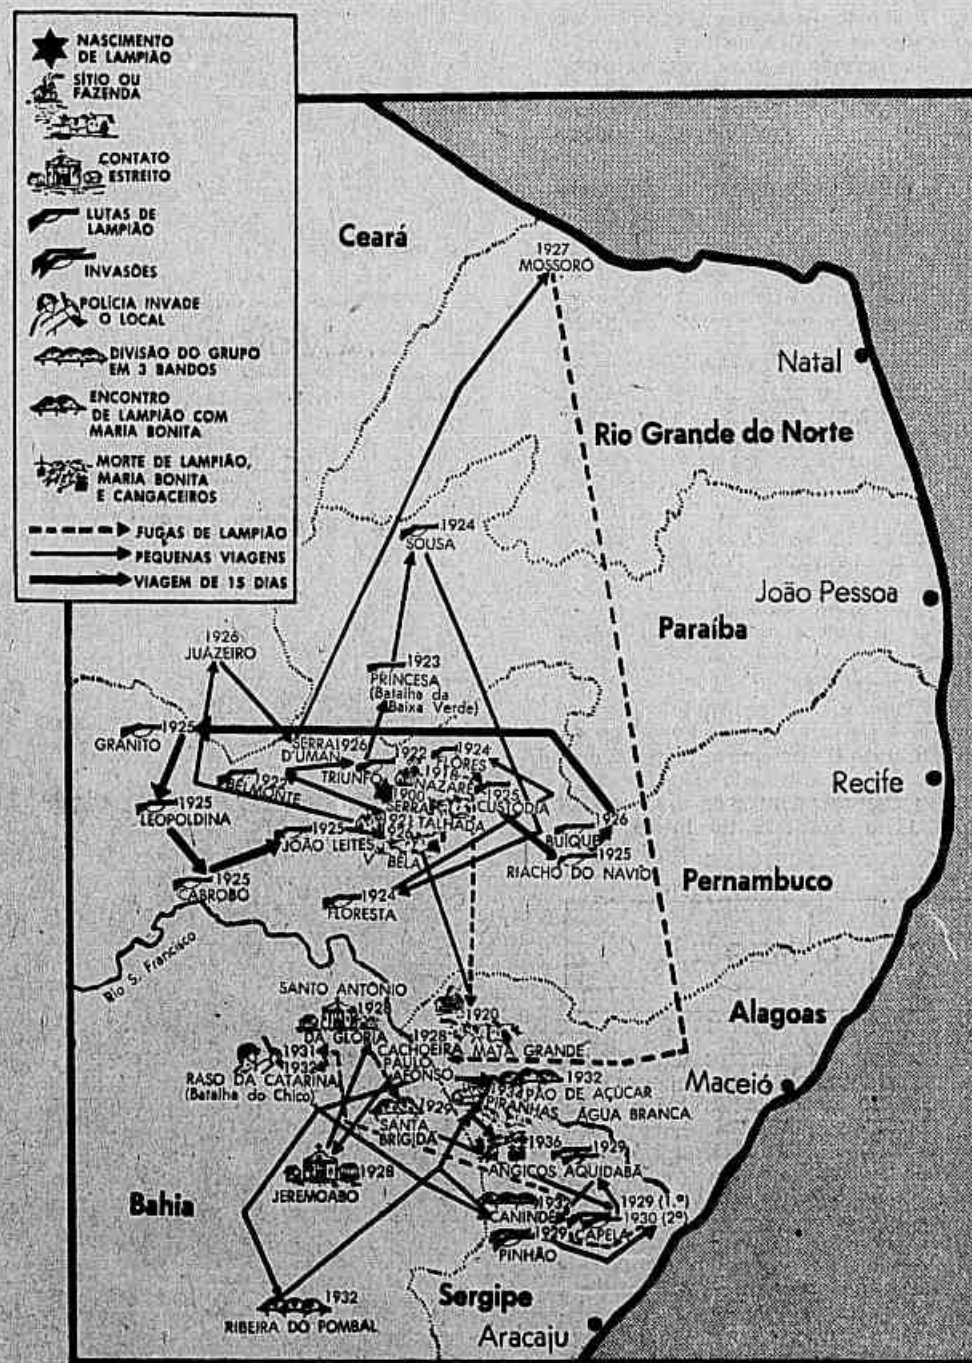 NASCIMENTO
DE LAMPIÃO
SÍTIO OU
FAZENDA
CONTATO
ESTREITO
LUTAS DE
LAMPIÃO
INVASÕES
POLÍCIA INVADE
O LOCAL
DIVISÃO DO GRUPO
EM 3 BANDOS
ENCONTRO
DE LAMPIÃO COM
MARIA BONITA
MORTE DE LAMPIÃO,
MARIA BONITA
E CANGACEIROS
FUGAS DE LAMPIÃO
PEQUENAS VIAGENS
VIAGEM DE 15 DIAS
Ceará
1927
MOSSORÓ
Natal
Rio Grande do Norte
1924
SOUSA
João Pessoa
Paraíba
1926
JUAZEIRO
1923
PRINCESA
(Batalha da
Baixa Verde)
1925
GRANITO
SERRA 1926
D'UMAN
1922
TRIUNFO
1924
FLORES
NAZARÉ
1900
SERRA
TALHADA
BELA
1925
CUSTÓDIA
BELMONTE
Recife
1925
LEOPOLDINA
1925
JOÃO LEITES
1926
BUIQUE
1925
RIACHO DO NAVIO
1925
CABROBÓ
1924
FLORESTA
Pernambuco
Rio S. Francisco
SANTO ANTÔNIO
1928
DA GLÓRIA
1920
MATA GRANDE
1928
CACHOEIRA
PAULO
AFONSO
Alagoas
1931
1932
RASO DA CATARINA
(Batalha do Chico)
1932
PÃO DE AÇÚCAR
PIRANHAS
ÁGUA BRANCA
Maceió
1929
SANTA
BRÍGIDA
1936
ANGICOS
1929
AQUIDABÃ
1928
JEREMOABO
Bahia
CANINDÉ
1929 (1.º)
1930 (2º)
CAPELA
1929
PINHÃO
1932
RIBEIRA DO POMBAL
Sergipe
Aracaju